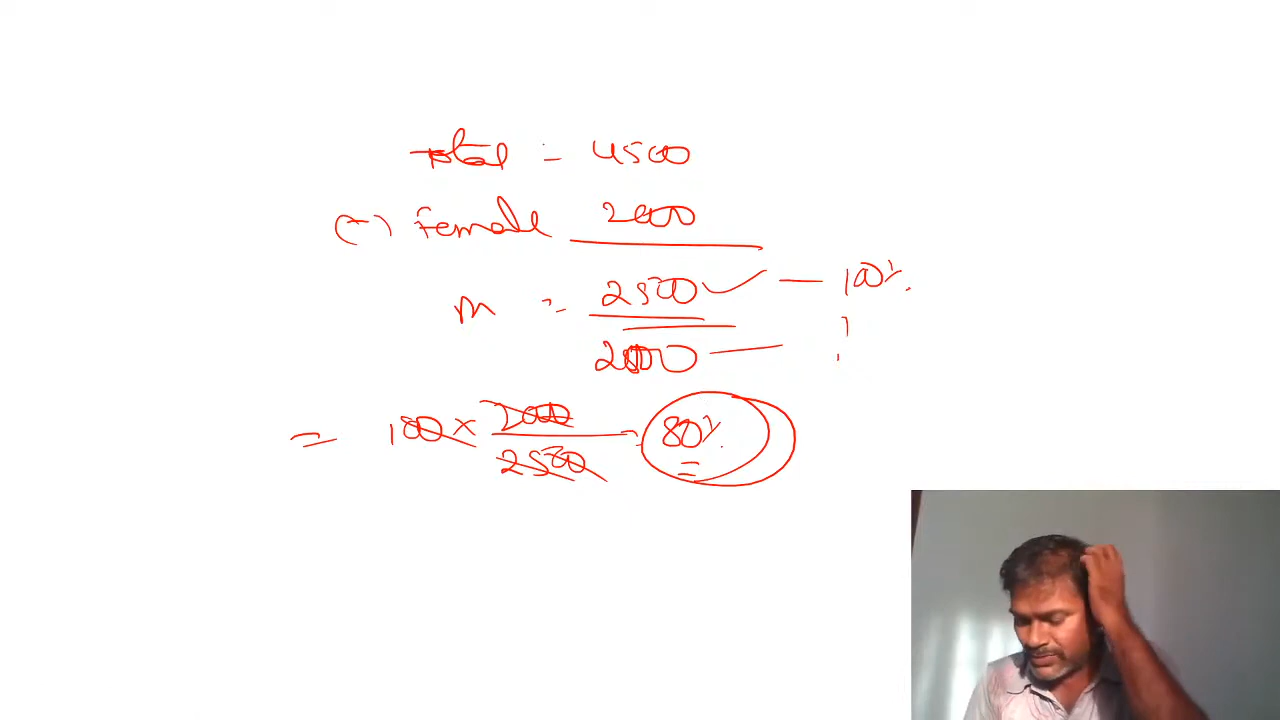 total = 4500
(-) Female 2000
m = 2500 — 100%.
2000 — ?
= 100 × 2000 / 2500 = 80%.